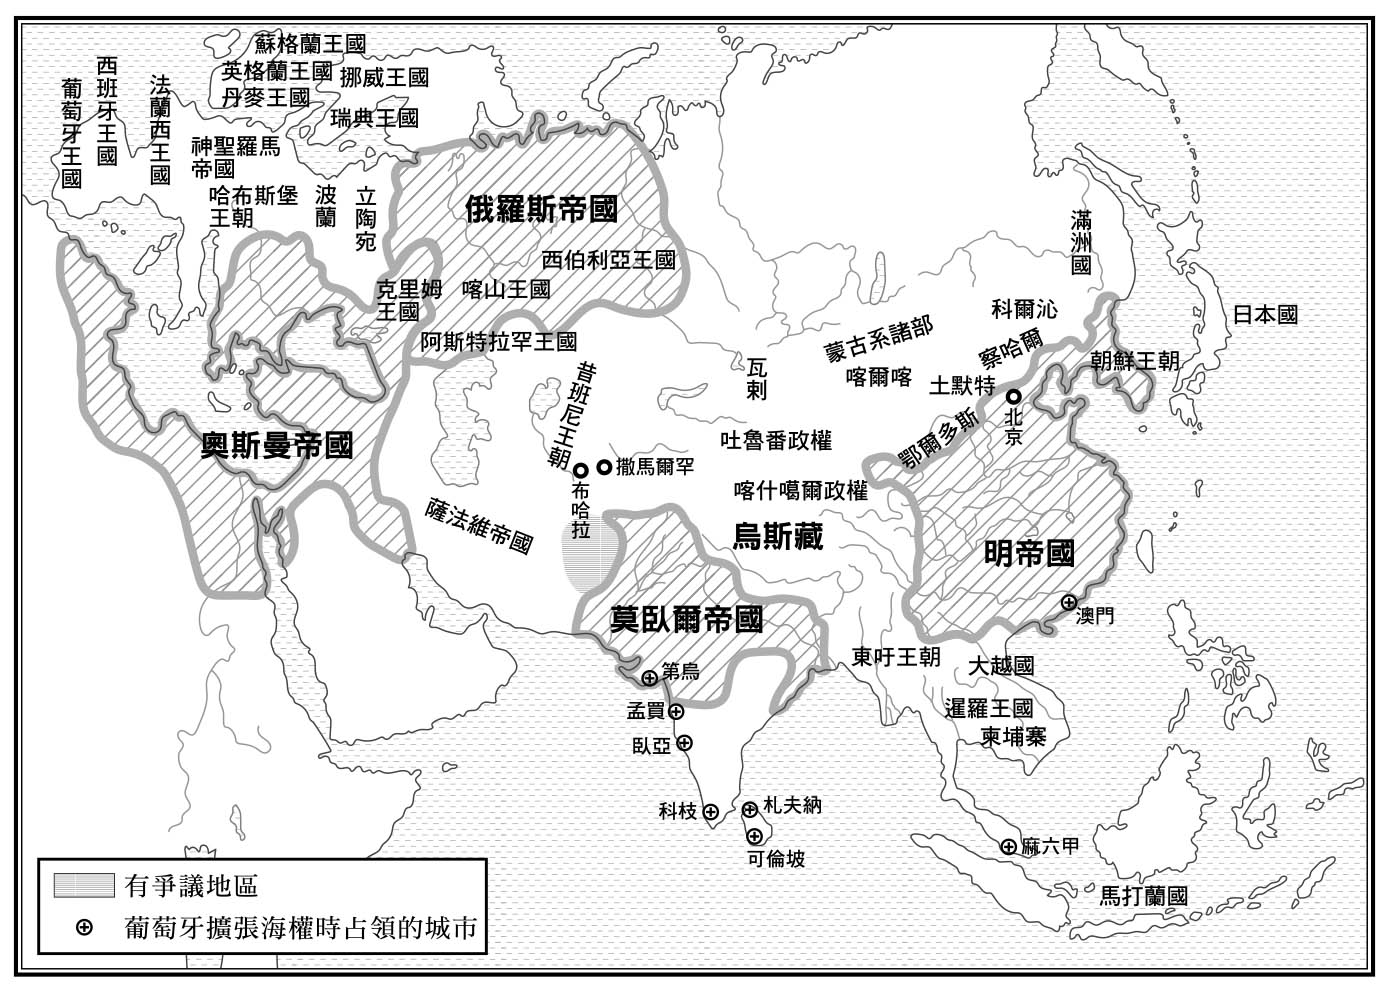 蘇格蘭王國
英格蘭王國
丹麥王國
挪威王國
瑞典王國
西班牙王國
葡萄牙王國
法蘭西王國
神聖羅馬
帝國
哈布斯堡
王朝
波蘭
立陶宛
俄羅斯帝國
西伯利亞王國
克里姆
王國
喀山王國
阿斯特拉罕王國
滿洲國
日本國
科爾沁
蒙古系諸部
察哈爾
喀爾喀
土默特
朝鮮王朝
瓦剌
北京
鄂爾多斯
昔班尼王朝
吐魯番政權
奧斯曼帝國
撒馬爾罕
布哈拉
喀什噶爾政權
薩法維帝國
烏斯藏
明帝國
莫臥爾帝國
澳門
東吁王朝
大越國
第烏
孟買
臥亞
暹羅王國
柬埔寨
科枝
札夫納
可倫坡
麻六甲
馬打蘭國
有爭議地區
葡萄牙擴張海權時占領的城市